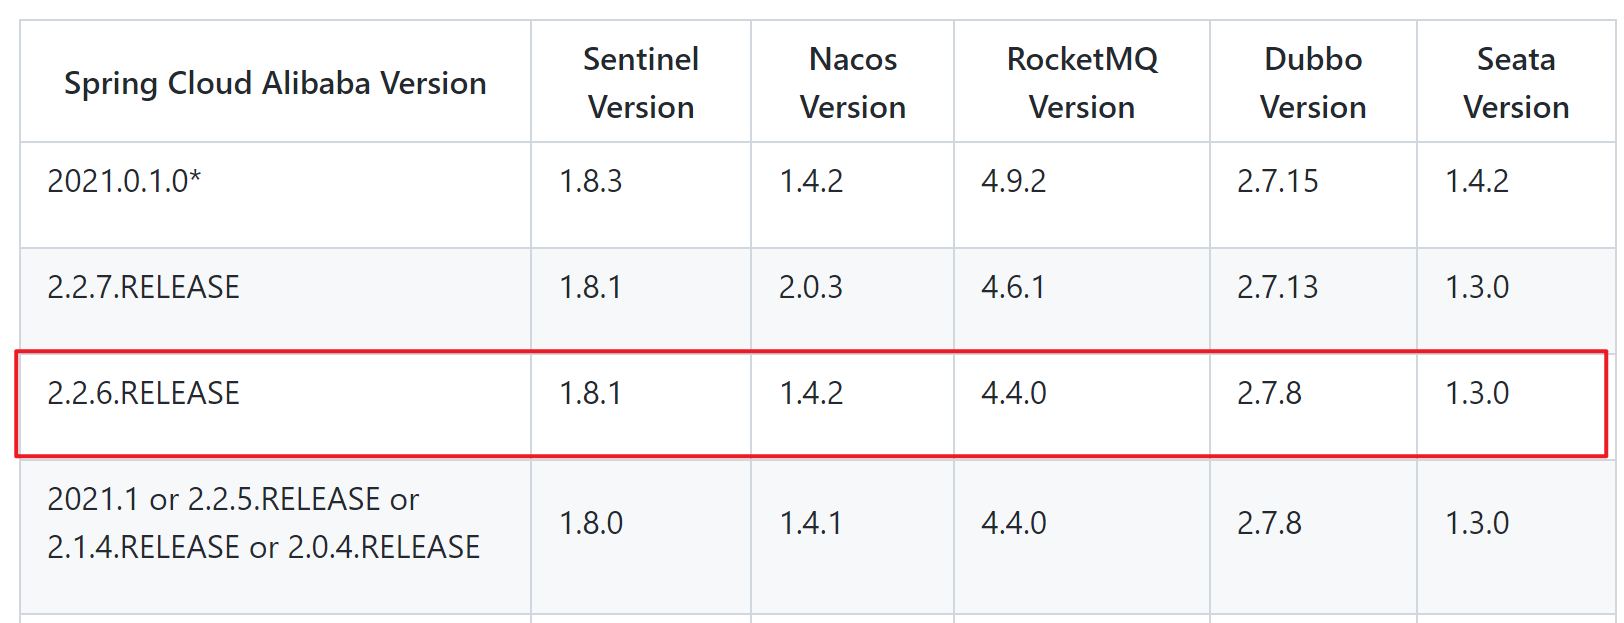 Spring Cloud Alibaba Version
Sentinel
Version
Nacos
Version
RocketMQ
Version
Dubbo
Version
Seata
Version
2021.0.1.0*
1.8.3
1.4.2
4.9.2
2.7.15
1.4.2
2.2.7.RELEASE
1.8.1
2.0.3
4.6.1
2.7.13
1.3.0
2.2.6.RELEASE
1.8.1
1.4.2
4.4.0
2.7.8
1.3.0
2021.1 or 2.2.5.RELEASE or
2.1.4.RELEASE or 2.0.4.RELEASE
1.8.0
1.4.1
4.4.0
2.7.8
1.3.0